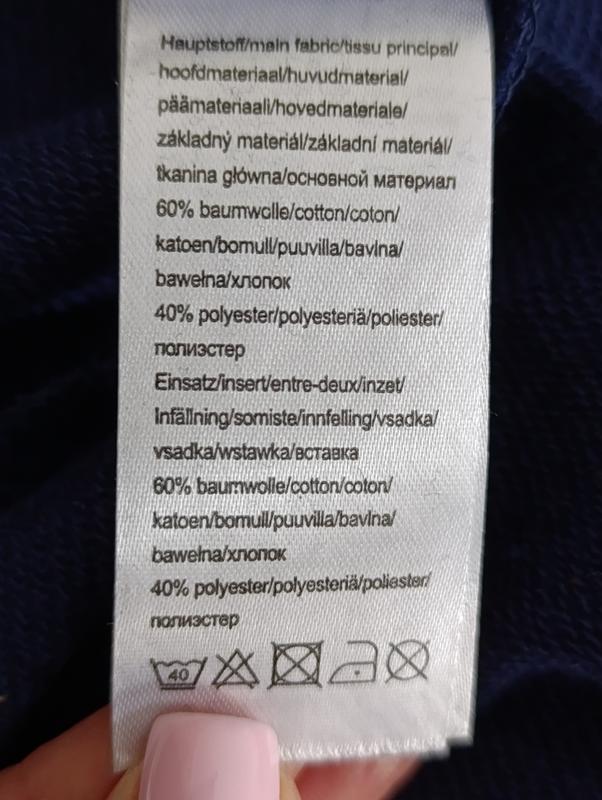 Hauptstoff/main fabric/tissu principal/
hoofdmateriaal/huvudmaterial/
päämateriaali/hovedmateriale/
základný materiál/základní materiál/
tkanina główna/основной материал
60% baumwolle/cotton/coton/
katoen/bomull/puuvilla/bavlna/
bawełna/хлопок
40% polyester/polyesteriä/poliester/
полиэстер
Einsatz/insert/entre-deux/inzet/
Infällning/somiste/innfelling/vsadka/
vsadka/wstawka/вставка
60% baumwolle/cotton/coton/
katoen/bomull/puuvilla/bavlna/
bawełna/хлопок
40% polyester/polyesteriä/poliester/
полиэстер
40